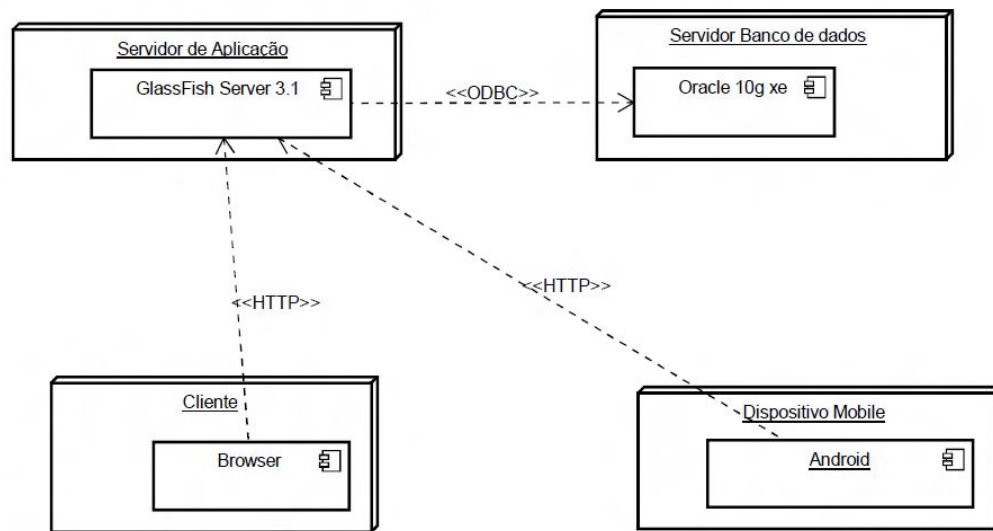 Servidor de Aplicação
GlassFish Server 3.1
<<ODBC>>
Servidor Banco de dados
Oracle 10g xe
<<HTTP>>
<<HTTP>>
Cliente
Browser
Dispositivo Mobile
Android